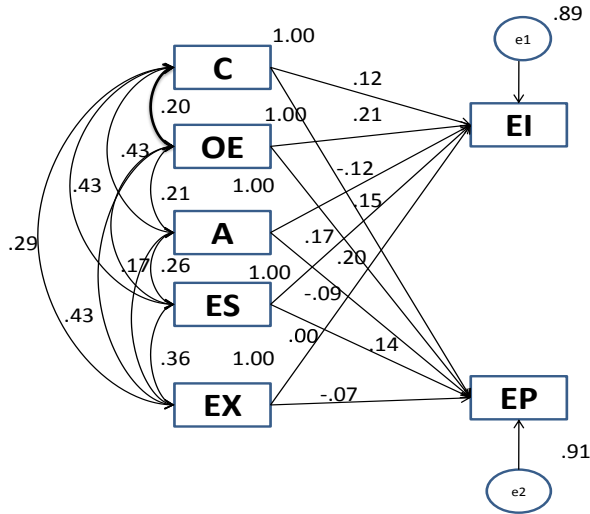 .89
e1
1.00
C
.12
EI
.20
1.00
.21
OE
.43
-.12
.43
1.00
.21
.15
A
.17
.29
.17
.26
.20
1.00
ES
-.09
.43
.00
.14
.36
1.00
EX
-.07
EP
.91
e2